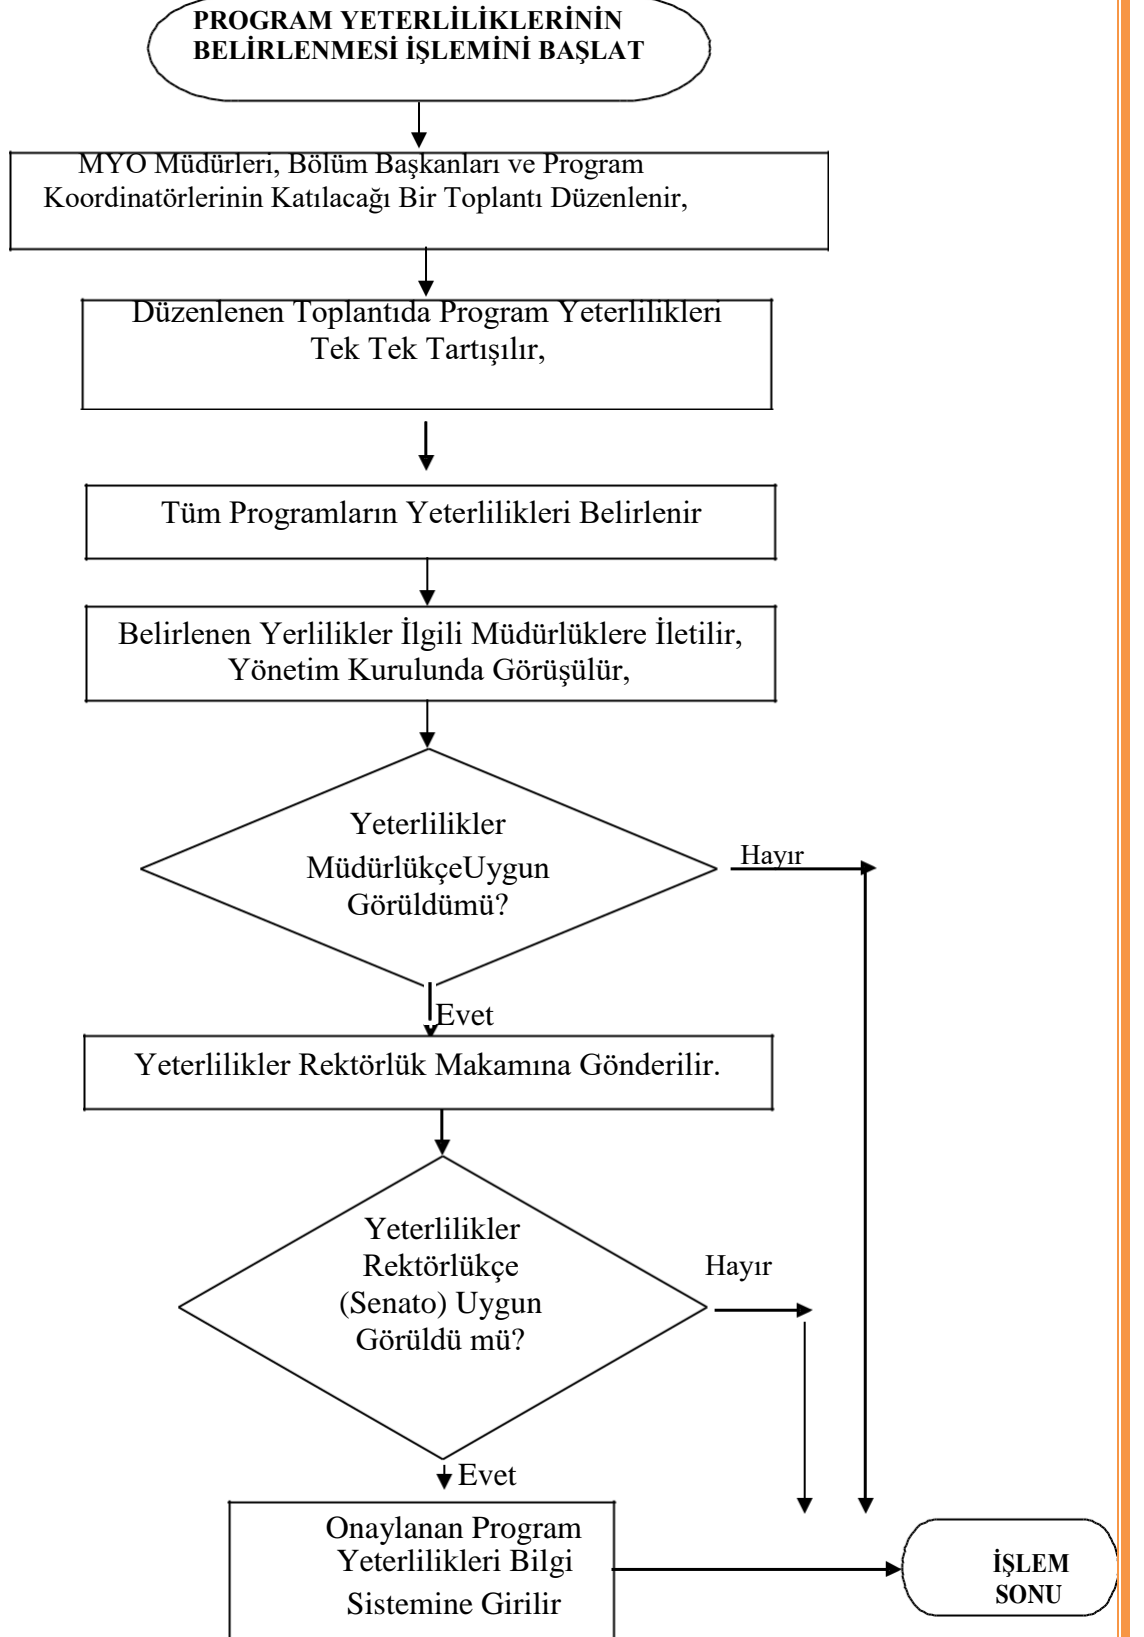 PROGRAM YETERLİLİKLERİNİN
BELİRLENMESİ İŞLEMİNİ BAŞLAT
MYO Müdürleri, Bölüm Başkanları ve Program
Koordinatörlerinin Katılacağı Bir Toplantı Düzenlenir,
Düzenlenen Toplantıda Program Yeterlilikleri
Tek Tek Tartışılır,
Tüm Programların Yeterlilikleri Belirlenir
Belirlenen Yerlilikler İlgili Müdürlüklere İletilir,
Yönetim Kurulunda Görüşülür,
Yeterlilikler
MüdürlükçeUygun
Görüldümü?
Hayır
Evet
Yeterlilikler Rektörlük Makamına Gönderilir.
Yeterlilikler
Rektörlükçe
(Senato) Uygun
Görüldü mü?
Hayır
Evet
Onaylanan Program
Yeterlilikleri Bilgi
Sistemine Girilir
İŞLEM
SONU